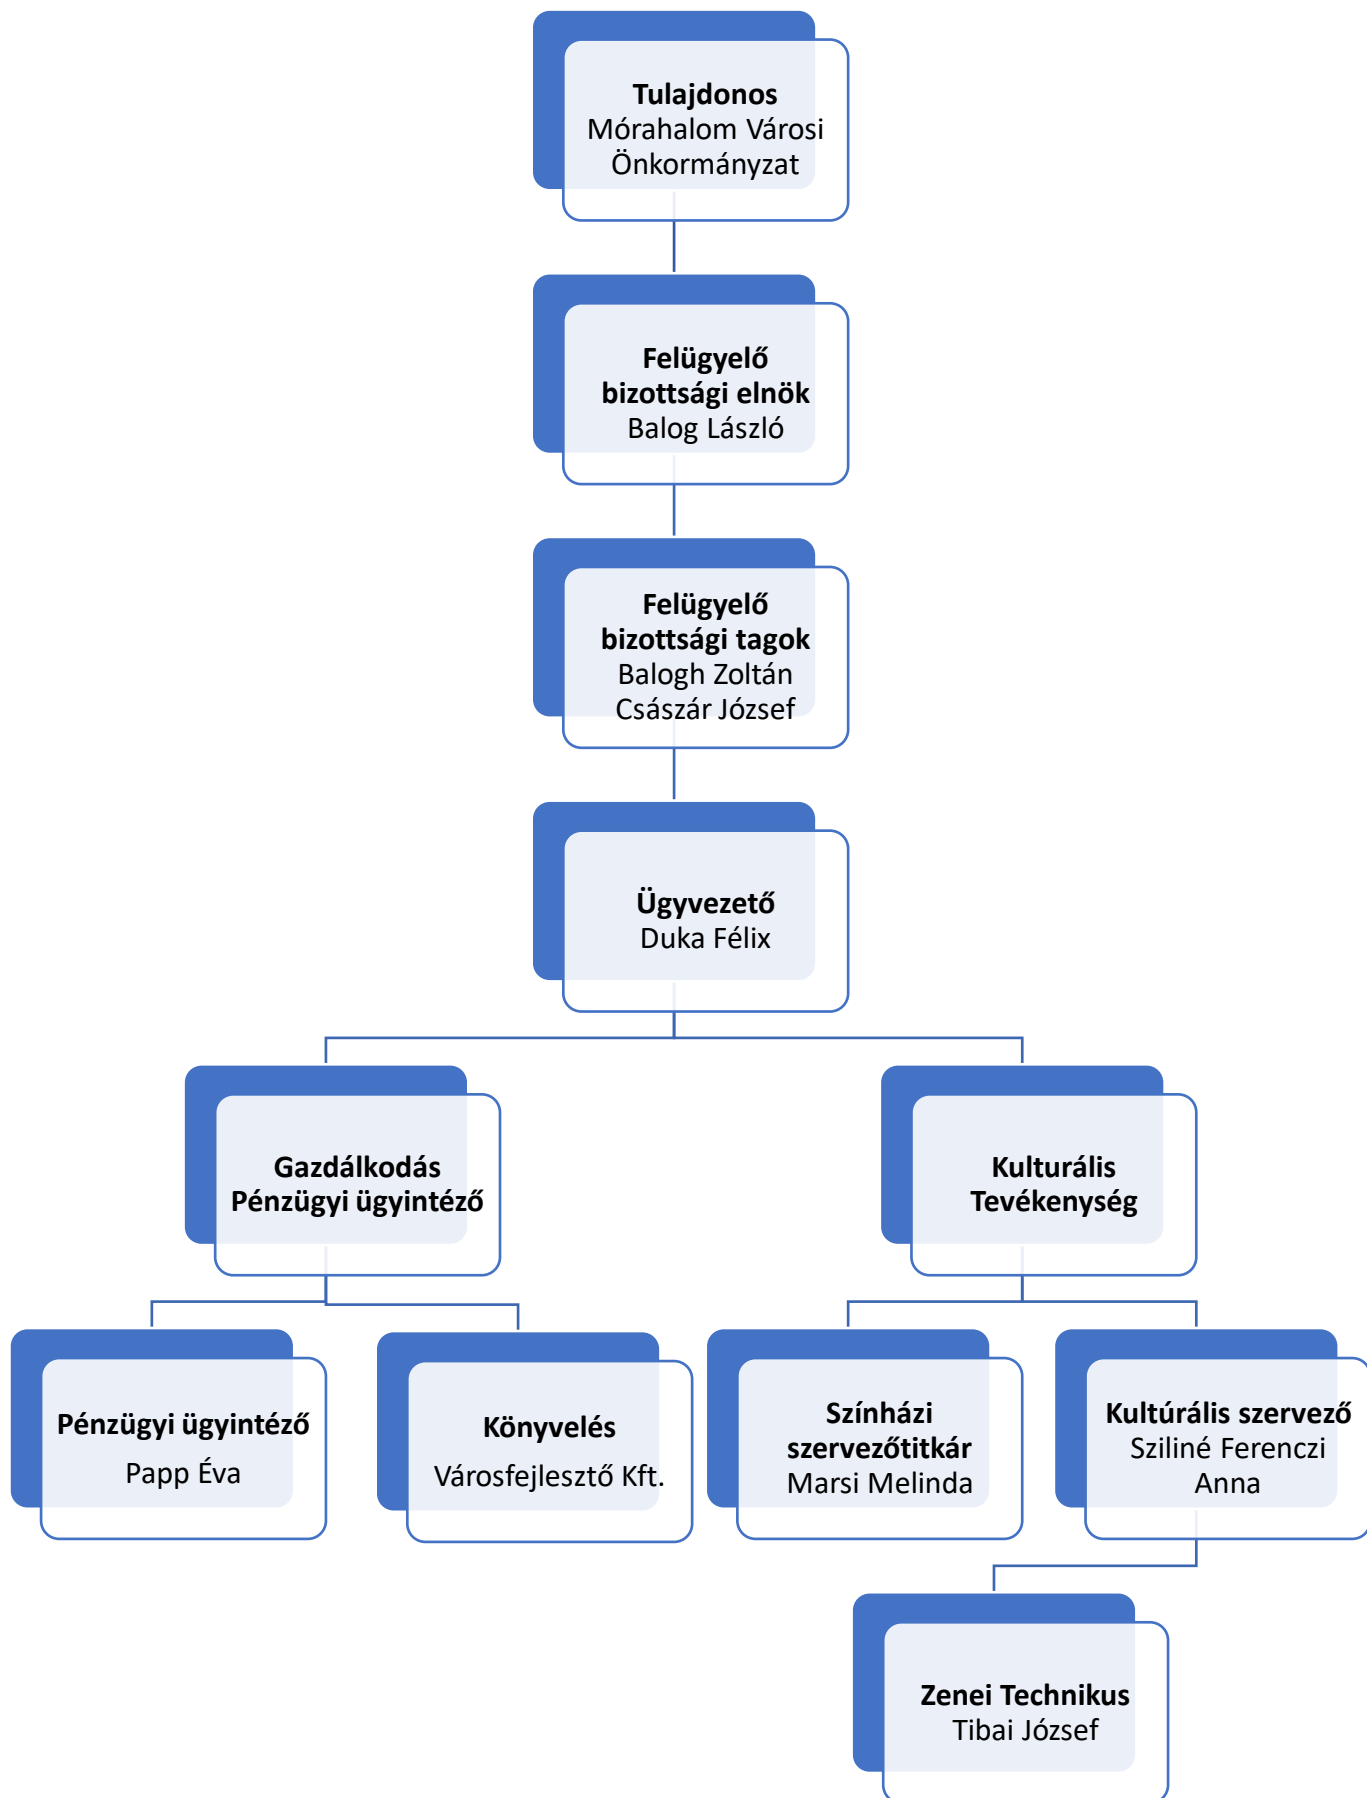 Tulajdonos
Mórahalom Városi
Önkormányzat
Felügyelő
bizottsági elnök
Balog László
Felügyelő
bizottsági tagok
Balogh Zoltán
Császár József
Ügyvezető
Duka Félix
Gazdálkodás
Pénzügyi ügyintéző
Kulturális
Tevékenység
Pénzügyi ügyintéző
Papp Éva
Könyvelés
Városfejlesztő Kft.
Színházi
szervezőtitkár
Marsi Melinda
Kultúrális szervező
Sziliné Ferenczi
Anna
Zenei Technikus
Tibai József